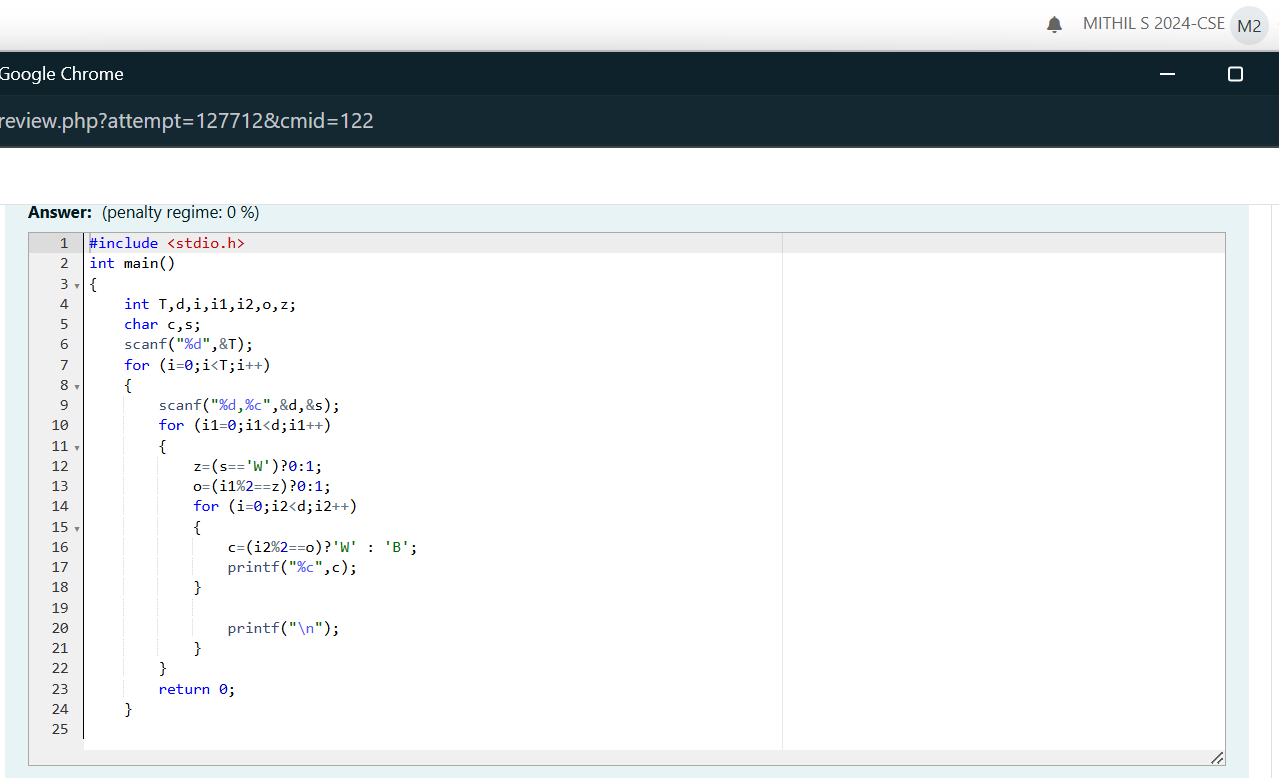 MITHIL S 2024-CSE M2
Google Chrome
review.php?attempt=127712&cmid=122
Answer: (penalty regime: 0 %)
1 #include <stdio.h>
2 int main()
3 {
4 int T,d,i,i1,i2,o,z;
5 char c,s;
6 scanf("%d",&T);
7 for (i=0;i<T;i++)
8 {
9 scanf("%d,%c",&d,&s);
10 for (i1=0;i1<d;i1++)
11 {
12 z=(s=='W')?0:1;
13 o=(i1%2==z)?0:1;
14 for (i=0;i2<d;i2++)
15 {
16 c=(i2%2==o)?'W' : 'B';
17 printf("%c",c);
18 }
19
20 printf("\n");
21 }
22 }
23 return 0;
24 }
25